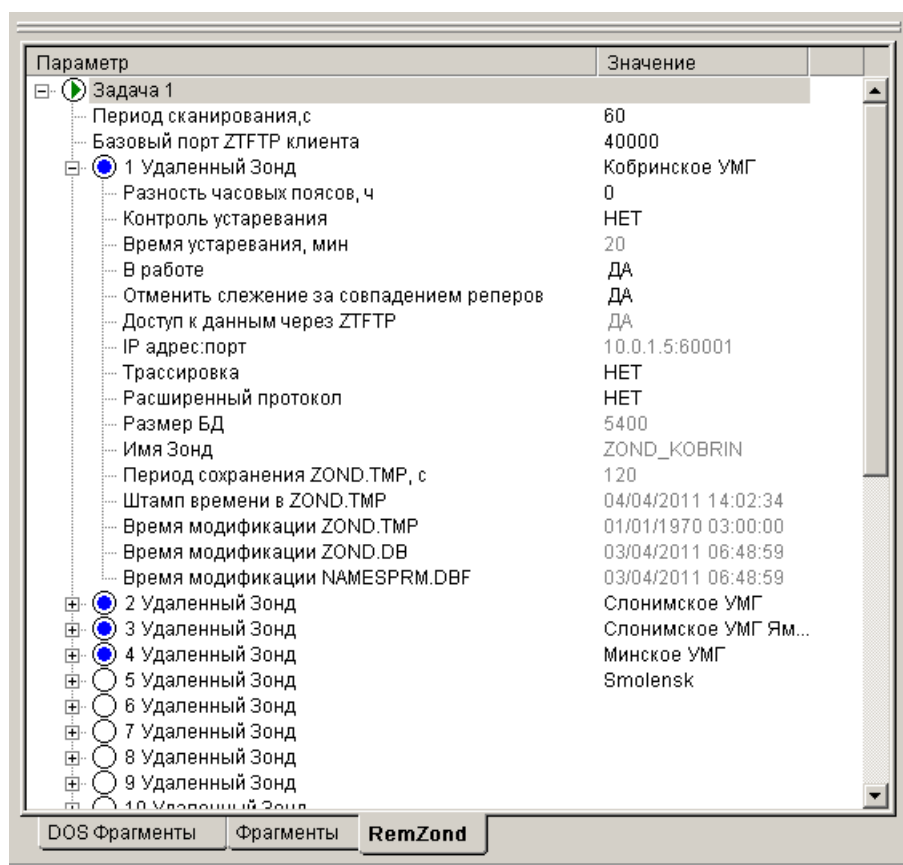 Параметр Значение
Задача 1
Период сканирования,с 60
Базовый порт ZTFTP клиента 40000
1 Удаленный Зонд Кобринское УМГ
Разность часовых поясов, ч 0
Контроль устаревания НЕТ
Время устаревания, мин 20
В работе ДА
Отменить слежение за совпадением реперов ДА
Доступ к данным через ZTFTP ДА
IP адрес:порт 10.0.1.5:60001
Трассировка НЕТ
Расширенный протокол НЕТ
Размер БД 5400
Имя Зонд ZOND_KOBRIN
Период сохранения ZOND.TMP, с 120
Штамп времени в ZOND.TMP 04/04/2011 14:02:34
Время модификации ZOND.TMP 01/01/1970 03:00:00
Время модификации ZOND.DB 03/04/2011 06:48:59
Время модификации NAMESPRM.DBF 03/04/2011 06:48:59
2 Удаленный Зонд Слонимское УМГ
3 Удаленный Зонд Слонимское УМГ Ям...
4 Удаленный Зонд Минское УМГ
5 Удаленный Зонд Smolensk
6 Удаленный Зонд
7 Удаленный Зонд
8 Удаленный Зонд
9 Удаленный Зонд
10 Удаленный Зонд
DOS Фрагменты Фрагменты RemZond